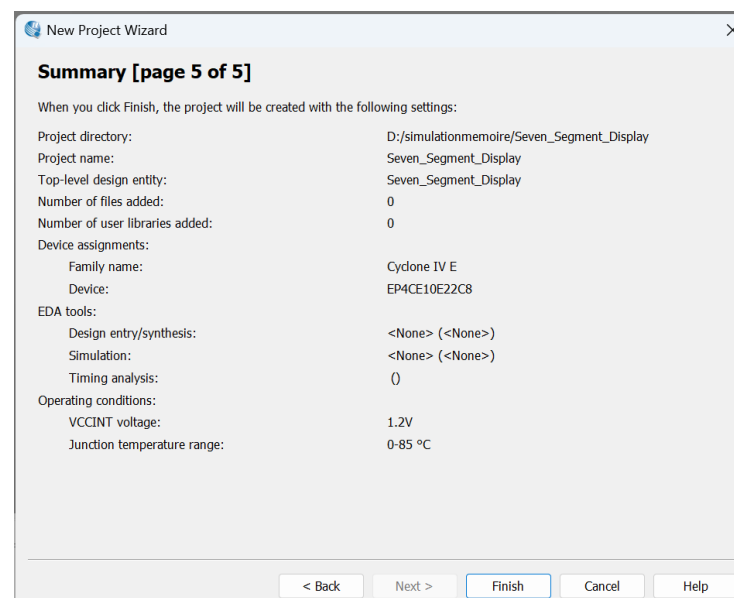 New Project Wizard
Summary [page 5 of 5]
When you click Finish, the project will be created with the following settings:
Project directory: D:/simulationmemoire/Seven_Segment_Display
Project name: Seven_Segment_Display
Top-level design entity: Seven_Segment_Display
Number of files added: 0
Number of user libraries added: 0
Device assignments:
Family name: Cyclone IV E
Device: EP4CE10E22C8
EDA tools:
Design entry/synthesis: <None> (<None>)
Simulation: <None> (<None>)
Timing analysis: ()
Operating conditions:
VCCINT voltage: 1.2V
Junction temperature range: 0-85 °C
< Back Next > Finish Cancel Help